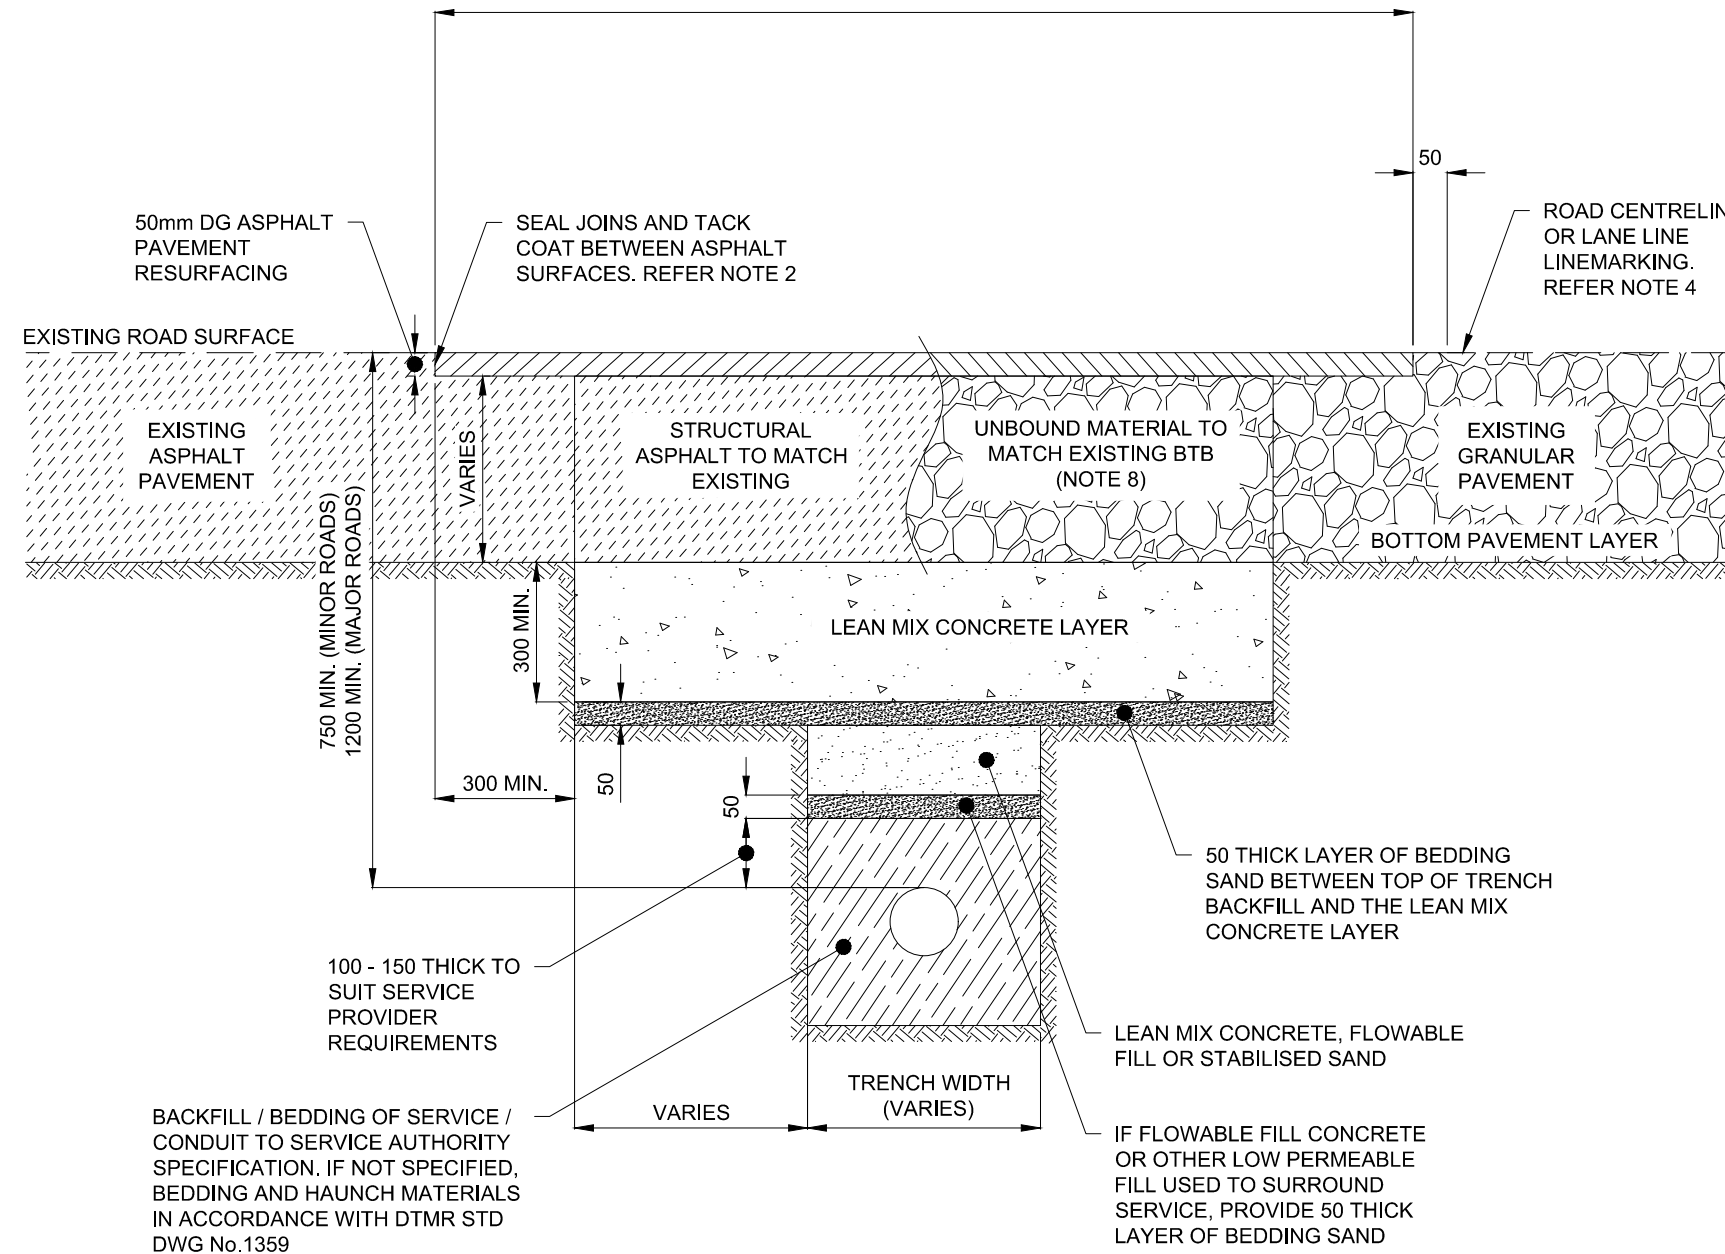 50
50mm DG ASPHALT
PAVEMENT
RESURFACING
SEAL JOINS AND TACK
COAT BETWEEN ASPHALT
SURFACES. REFER NOTE 2
ROAD CENTRELIN
OR LANE LINE
LINEMARKING.
REFER NOTE 4
EXISTING ROAD SURFACE
EXISTING
ASPHALT
PAVEMENT
VARIES
STRUCTURAL
ASPHALT TO MATCH
EXISTING
UNBOUND MATERIAL TO
MATCH EXISTING BTB
(NOTE 8)
EXISTING
GRANULAR
PAVEMENT
BOTTOM PAVEMENT LAYER
750 MIN. (MINOR ROADS)
1200 MIN. (MAJOR ROADS)
300 MIN.
LEAN MIX CONCRETE LAYER
300 MIN.
50
50
50 THICK LAYER OF BEDDING
SAND BETWEEN TOP OF TRENCH
BACKFILL AND THE LEAN MIX
CONCRETE LAYER
100 - 150 THICK TO
SUIT SERVICE
PROVIDER
REQUIREMENTS
LEAN MIX CONCRETE, FLOWABLE
FILL OR STABILISED SAND
VARIES
TRENCH WIDTH
(VARIES)
BACKFILL / BEDDING OF SERVICE /
CONDUIT TO SERVICE AUTHORITY
SPECIFICATION. IF NOT SPECIFIED,
BEDDING AND HAUNCH MATERIALS
IN ACCORDANCE WITH DTMR STD
DWG No.1359
IF FLOWABLE FILL CONCRETE
OR OTHER LOW PERMEABLE
FILL USED TO SURROUND
SERVICE, PROVIDE 50 THICK
LAYER OF BEDDING SAND